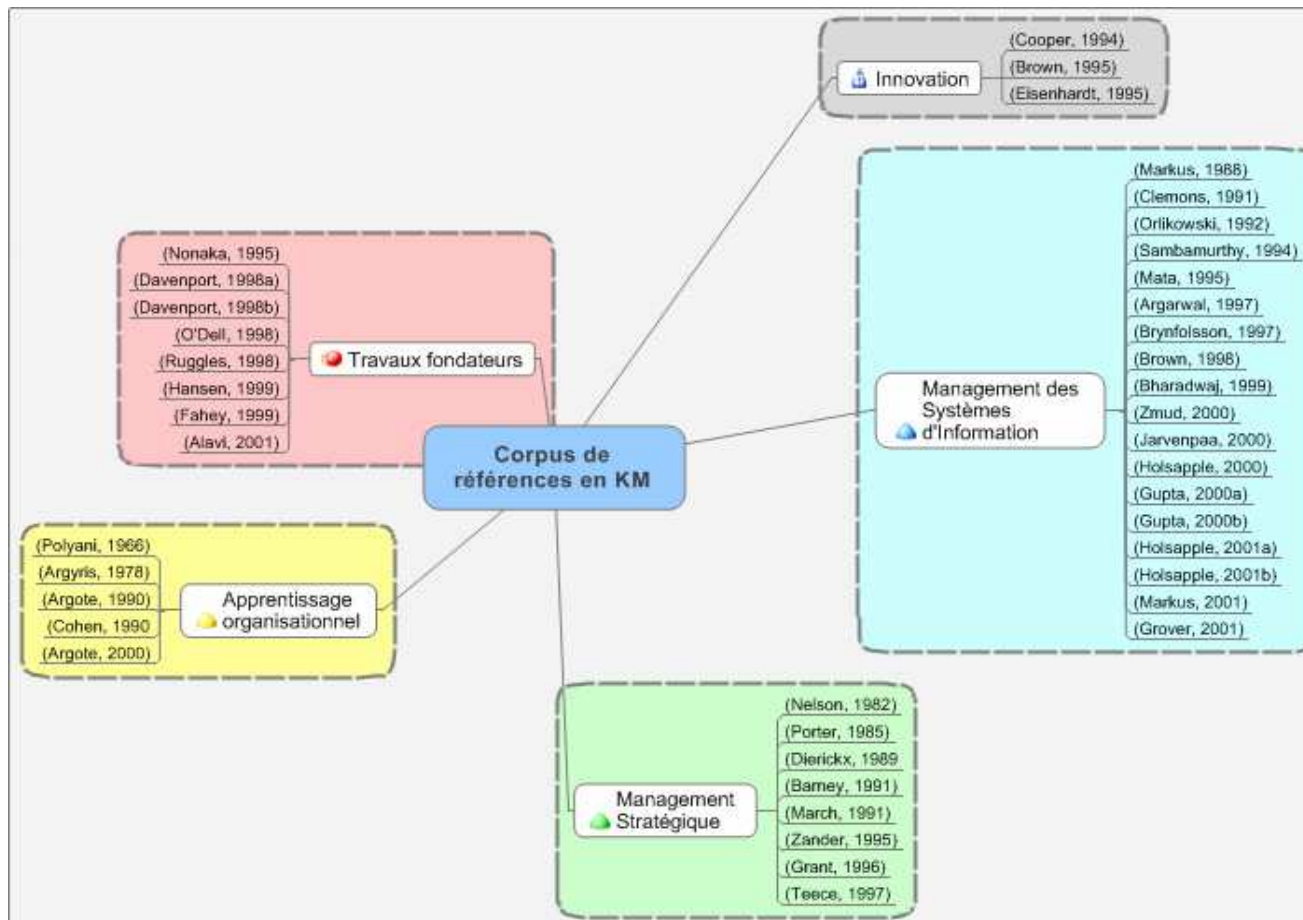 (Cooper, 1994)
(Brown, 1995)
(Eisenhardt, 1995)
Innovation
(Markus, 1988)
(Clemons, 1991)
(Orlikowski, 1992)
(Sambamurthy, 1994)
(Mata, 1995)
(Argarwal, 1997)
(Brynfolsson, 1997)
(Brown, 1998)
(Bharadwaj, 1999)
(Zmud, 2000)
(Jarvenpaa, 2000)
(Holsapple, 2000)
(Gupta, 2000a)
(Gupta, 2000b)
(Holsapple, 2001a)
(Holsapple, 2001b)
(Markus, 2001)
(Grover, 2001)
Management des
Systèmes
d'Information
(Nonaka, 1995)
(Davenport, 1998a)
(Davenport, 1998b)
(O'Dell, 1998)
(Ruggles, 1998)
(Hansen, 1999)
(Fahey, 1999)
(Alavi, 2001)
Travaux fondateurs
Corpus de
références en KM
(Polyani, 1966)
(Argyris, 1978)
(Argote, 1990)
(Cohen, 1990
(Argote, 2000)
Apprentissage
organisationnel
(Nelson, 1982)
(Porter, 1985)
(Dierickx, 1989
(Barney, 1991)
(March, 1991)
(Zander, 1995)
(Grant, 1996)
(Teece, 1997)
Management
Stratégique